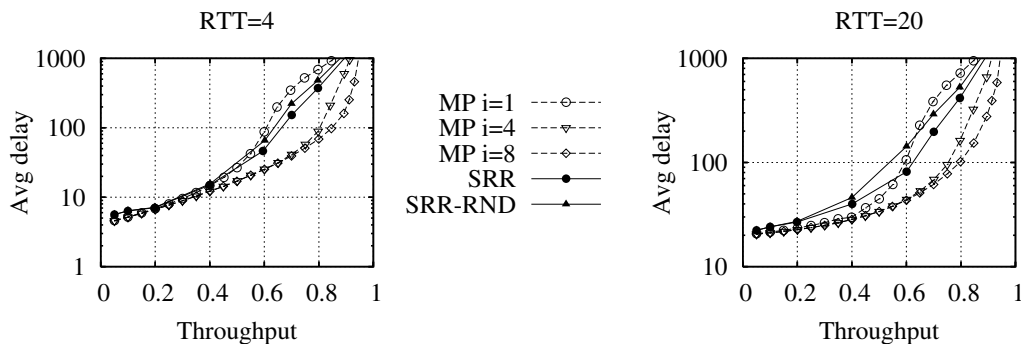 RTT=4
1000
100
10
1
Avg delay
0 0.2 0.4 0.6 0.8 1
Throughput
MP i=1
MP i=4
MP i=8
SRR
SRR-RND
RTT=20
1000
100
10
Avg delay
0 0.2 0.4 0.6 0.8 1
Throughput